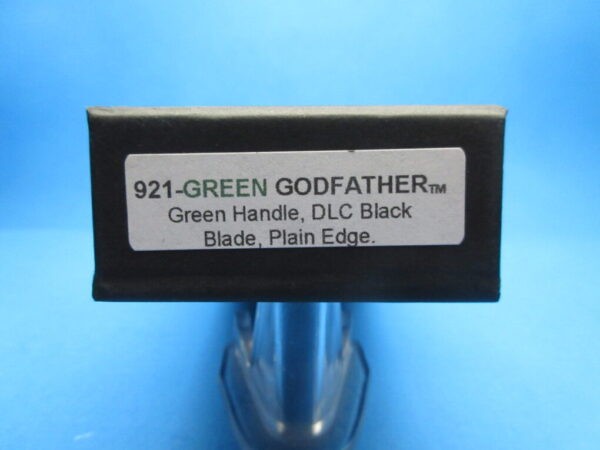 921-GREEN GODFATHER™
Green Handle, DLC Black
Blade, Plain Edge.